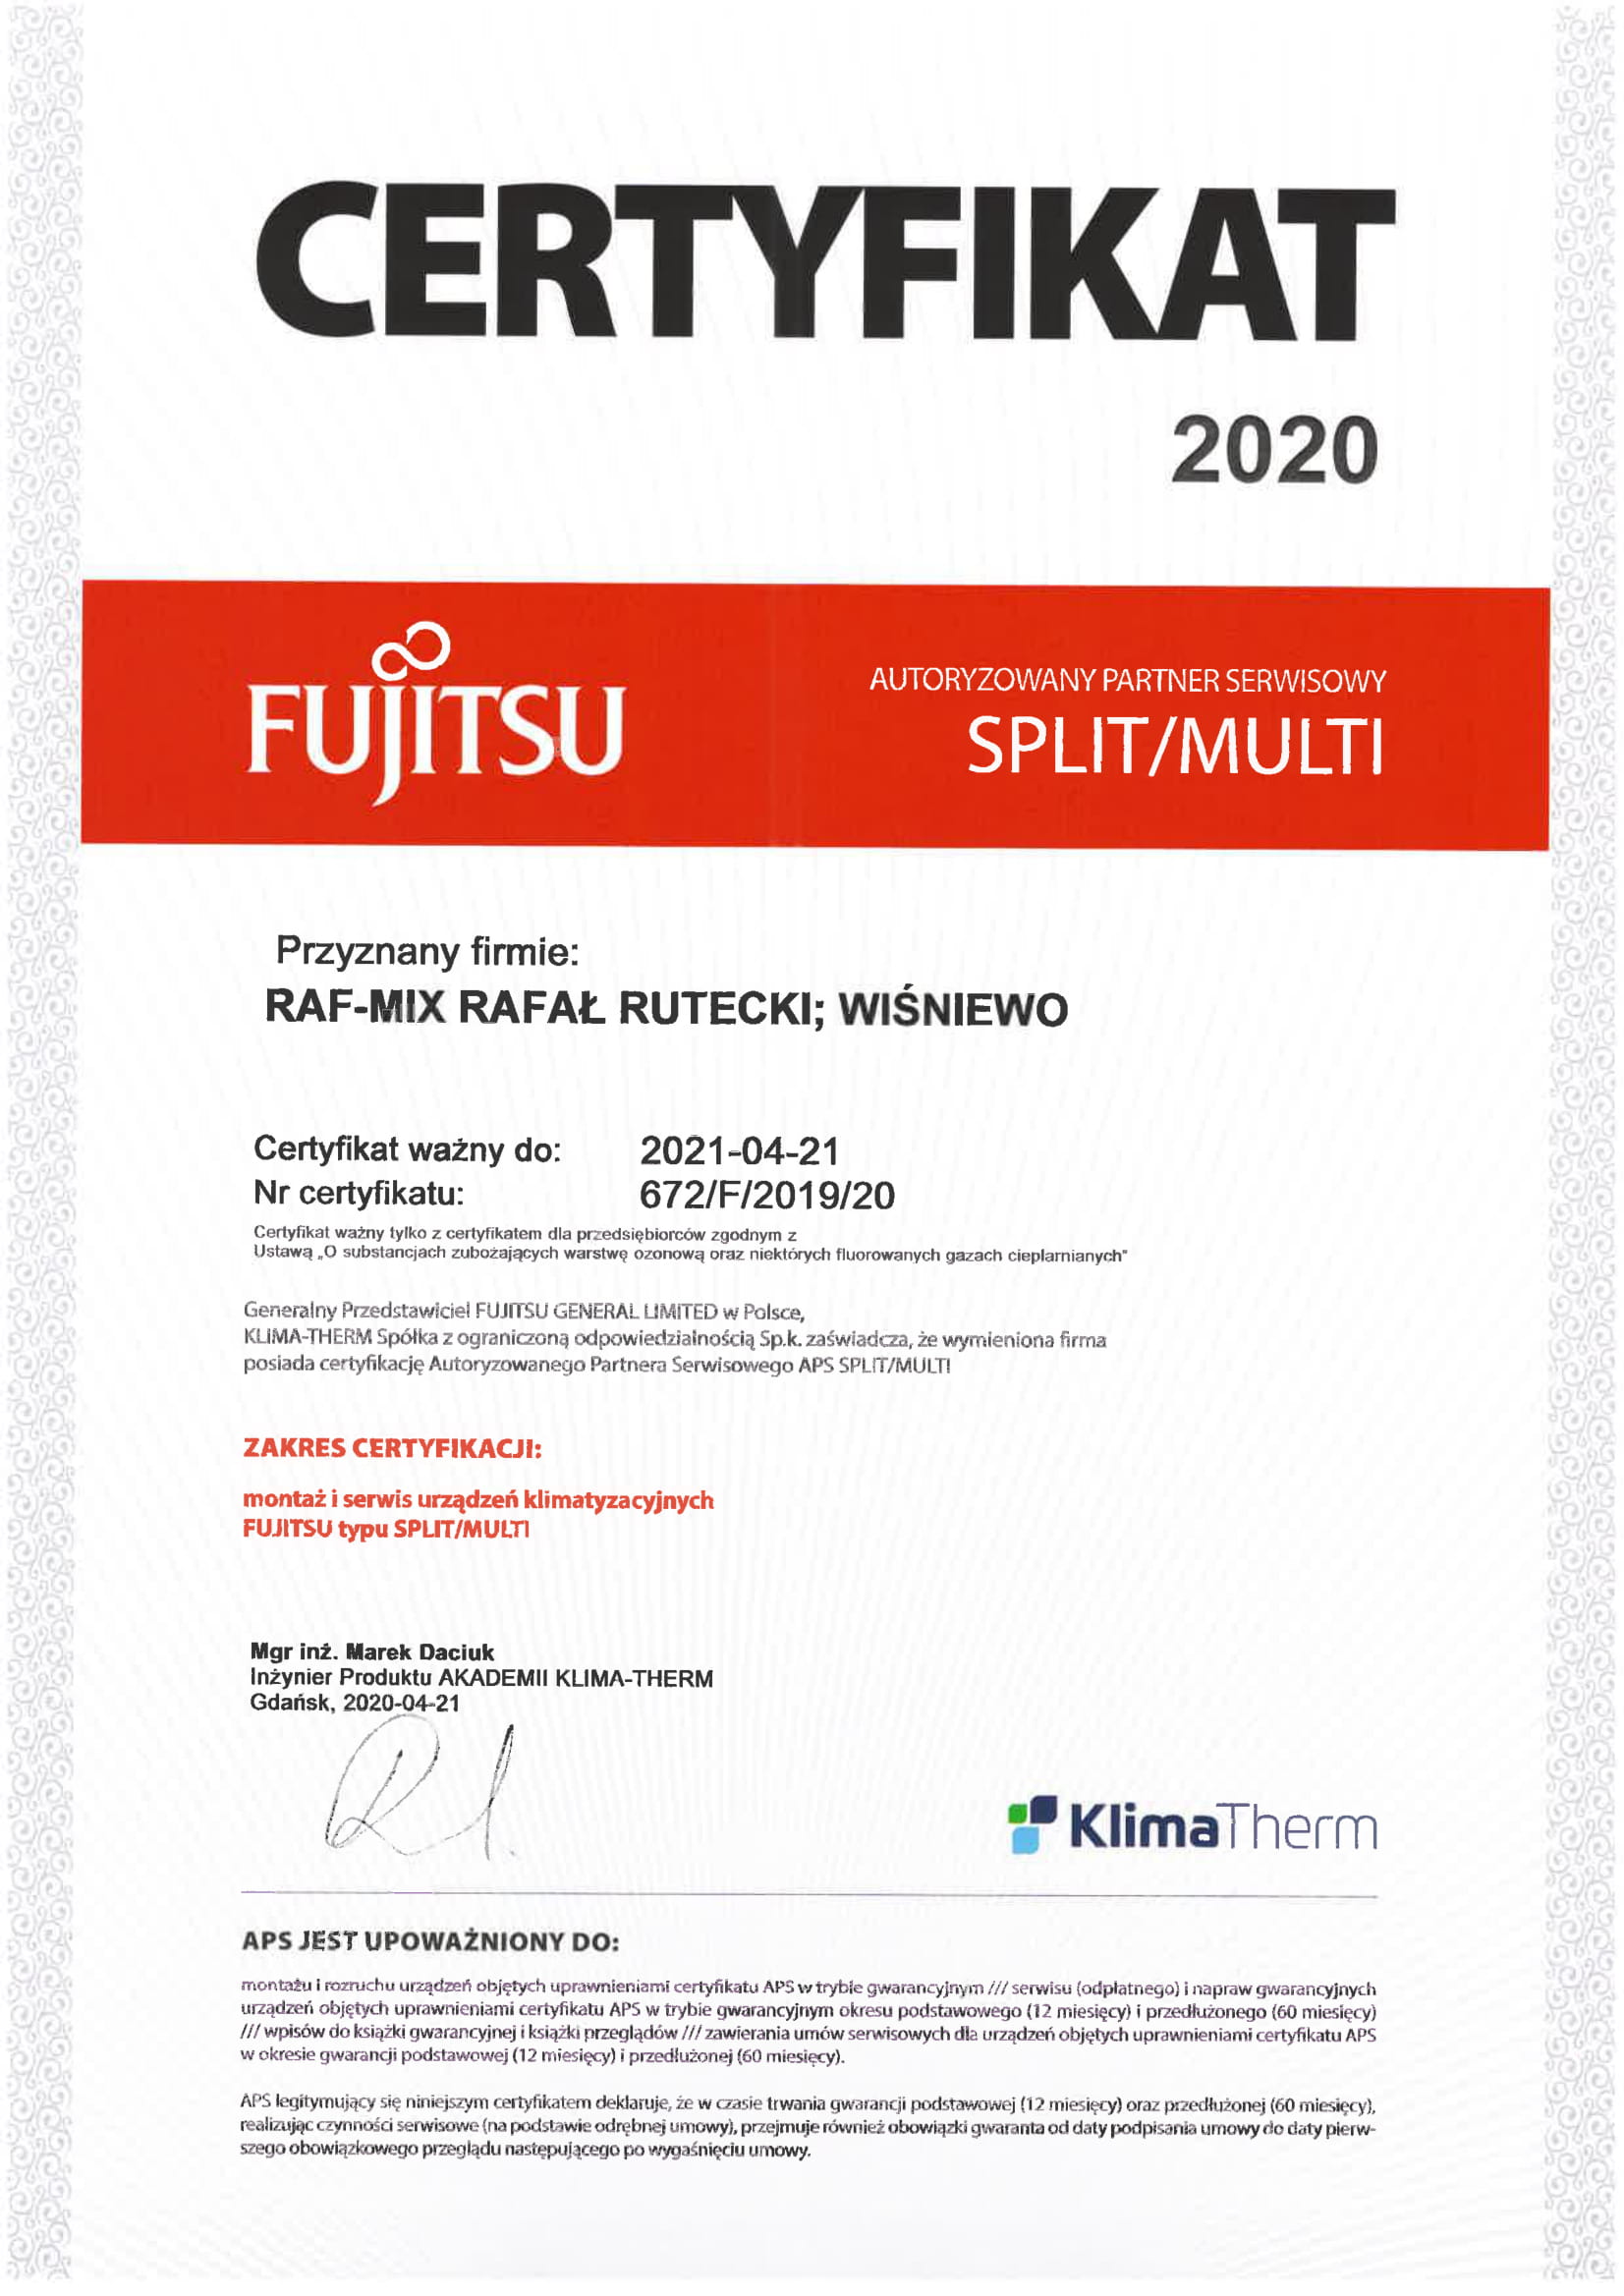 CERTYFIKAT
2020
FUJITSU
AUTORYZOWANY PARTNER SERWISOWY
SPLIT/MULTI
Przyznany firmie:
RAF-MIX RAFAŁ RUTECKI; WIŚNIEWO
Certyfikat ważny do: 2021-04-21
Nr certyfikatu: 672/F/2019/20
Certyfikat ważny tylko z certyfikatem dla przedsiębiorców zgodnym z
Ustawą „O substancjach zubożających warstwę ozonową oraz niektórych fluorowanych gazach cieplarnianych"
Generalny Przedstawiciel FUJITSU GENERAL LIMITED w Polsce,
KLIMA-THERM Spółka z ograniczoną odpowiedzialnością Sp.k. zaświadcza, że wymieniona firma
posiada certyfikację Autoryzowanego Partnera Serwisowego APS SPLIT/MULTI
ZAKRES CERTYFIKACJI:
montaż i serwis urządzeń klimatyzacyjnych
FUJITSU typu SPLIT/MULTI
Mgr inż. Marek Daciuk
Inżynier Produktu AKADEMII KLIMA-THERM
Gdańsk, 2020-04-21
KlimaTherm
APS JEST UPOWAŻNIONY DO:
montażu i rozruchu urządzeń objętych uprawnieniami certyfikatu APS w trybie gwarancyjnym /// serwisu (odpłatnego) i napraw gwarancyjnych
urządzeń objętych uprawnieniami certyfikatu APS w trybie gwarancyjnym okresu podstawowego (12 miesięcy) i przedłużonego (60 miesięcy)
/// wpisów do książki gwarancyjnej i książki przeglądów /// zawierania umów serwisowych dla urządzeń objętych uprawnieniami certyfikatu APS
w okresie gwarancji podstawowej (12 miesięcy) i przedłużonej (60 miesięcy).
APS legitymujący się niniejszym certyfikatem deklaruje, że w czasie trwania gwarancji podstawowej (12 miesięcy) oraz przedłużonej (60 miesięcy),
realizując czynności serwisowe (na podstawie odrębnej umowy), przejmuje również obowiązki gwaranta od daty podpisania umowy do daty pierw-
szego obowiązkowego przeglądu następującego po wygaśnięciu umowy.